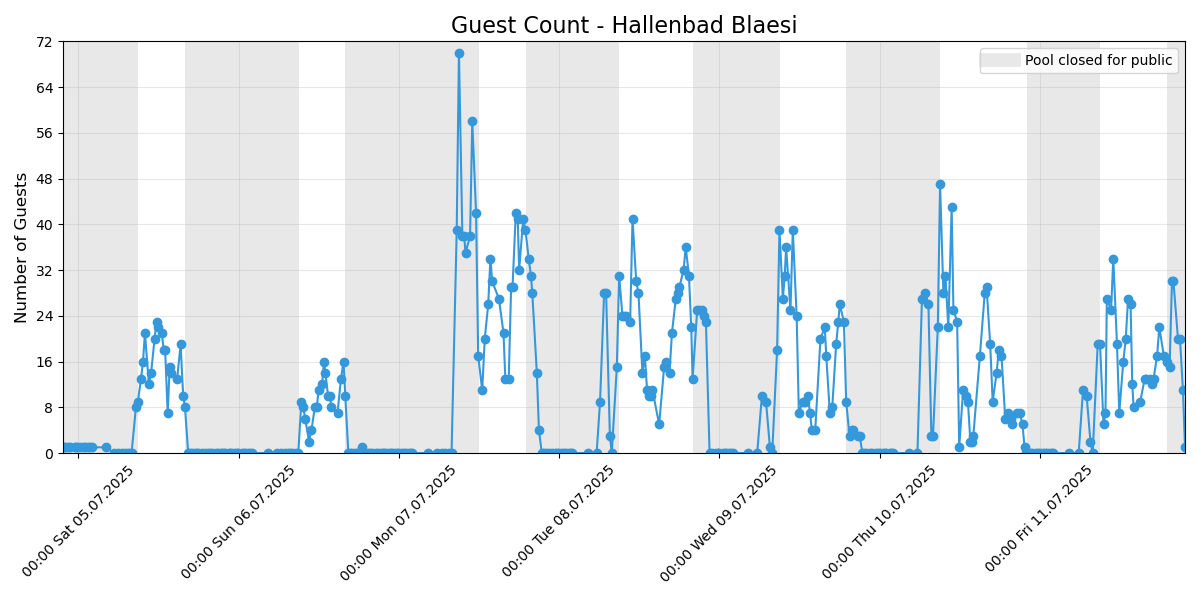 Guest Count - Hallenbad Blaesi
Pool closed for public
Number of Guests
72
64
56
48
40
32
24
16
8
0
00:00 Sat 05.07.2025
00:00 Sun 06.07.2025
00:00 Mon 07.07.2025
00:00 Tue 08.07.2025
00:00 Wed 09.07.2025
00:00 Thu 10.07.2025
00:00 Fri 11.07.2025